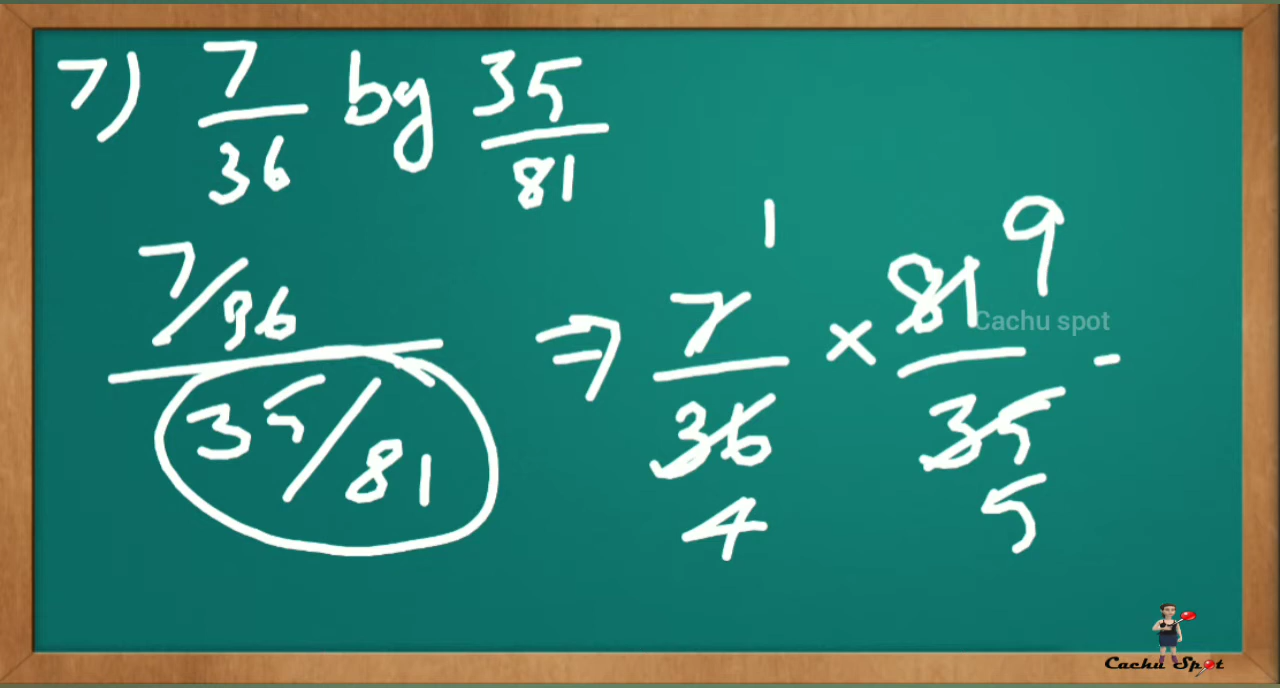 7) 7/36 by 35/81
7/36
35/81
⇒ 7/36 × 81/35 -
1 9
4 5
Cachu spot
Cachu Spot